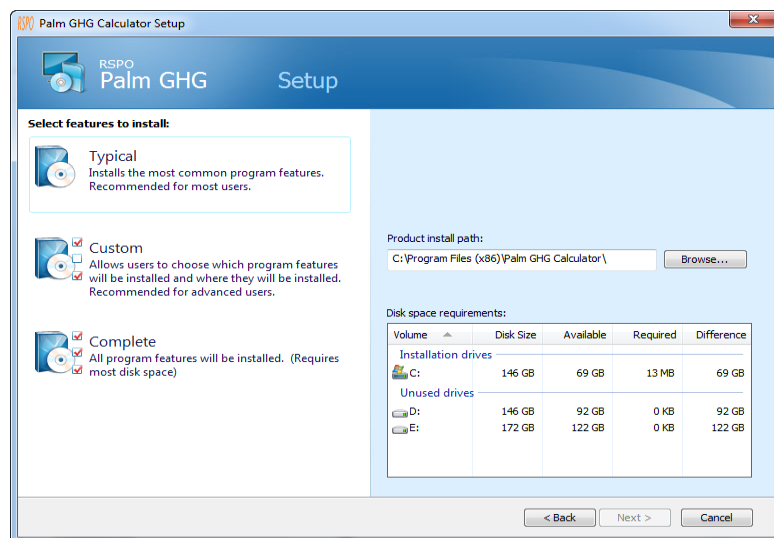 RSPO Palm GHG Calculator Setup
RSPO
Palm GHG
Setup
Select features to install:
Typical
Installs the most common program features.
Recommended for most users.
Custom
Allows users to choose which program features
will be installed and where they will be installed.
Recommended for advanced users.
Complete
All program features will be installed. (Requires
most disk space)
Product install path:
C:\Program Files (x86)\Palm GHG Calculator\
Browse...
Disk space requirements:
Volume Disk Size Available Required Difference
Installation drives
C: 146 GB 69 GB 13 MB 69 GB
Unused drives
D: 146 GB 92 GB 0 KB 92 GB
E: 172 GB 122 GB 0 KB 122 GB
< Back
Next >
Cancel